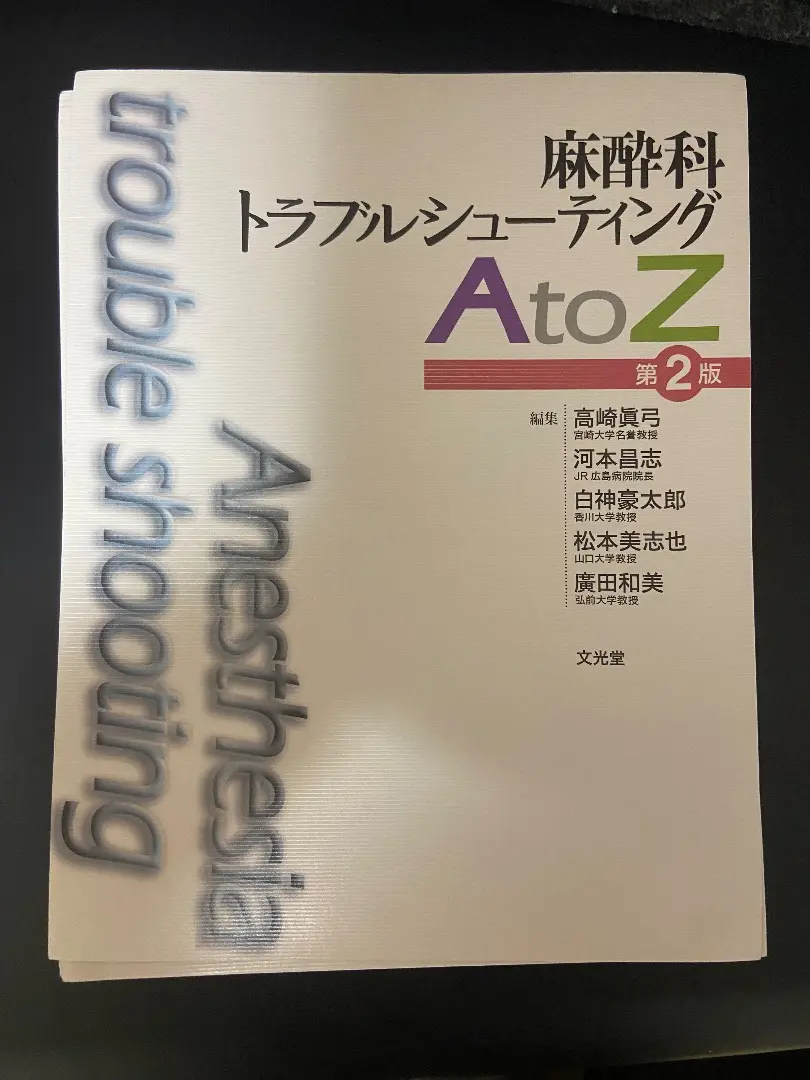 麻酔科
トラブルシューティング
AtoZ
第2版
編集
高崎眞弓
宮崎大学名誉教授
河本昌志
JR広島病院院長
白神豪太郎
香川大学教授
松本美志也
山口大学教授
廣田和美
弘前大学教授
文光堂
Anesthesia
trouble shooting